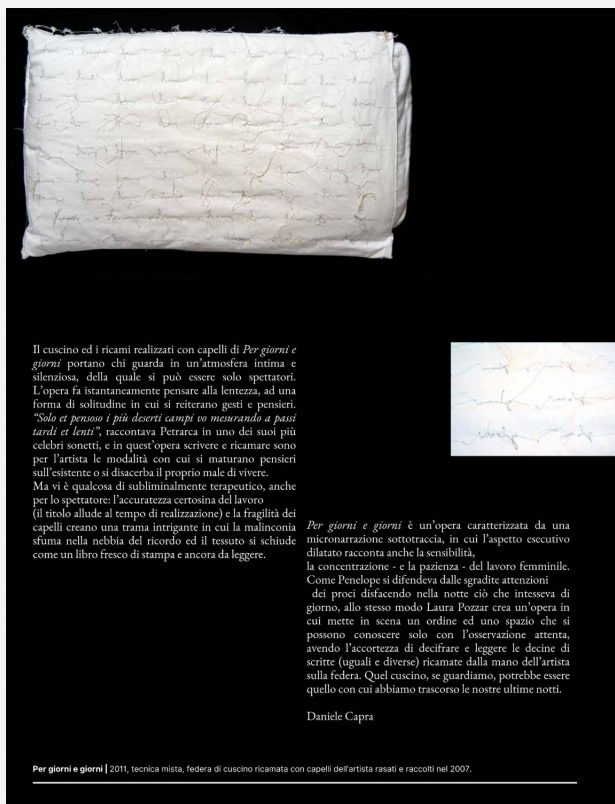 Il cuscino ed i ricami realizzati con capelli di Per giorni e
giorni portano chi guarda in un'atmosfera intima e
silenziosa, della quale si può essere solo spettatori.
L'opera fa istantaneamente pensare alla lentezza, ad una
forma di solitudine in cui si reiterano gesti e pensieri.
“Solo et pensoso i più deserti campi vo mesurando a passi
tardi et lenti”, raccontava Petrarca in uno dei suoi più
celebri sonetti, e in quest'opera scrivere e ricamare sono
per l'artista le modalità con cui si maturano pensieri
sull'esistente o si disacerba il proprio male di vivere.
Ma vi è qualcosa di subliminalmente terapeutico, anche
per lo spettatore: l'accuratezza certosina del lavoro
(il titolo allude al tempo di realizzazione) e la fragilità dei
capelli creano una trama intrigante in cui la malinconia
sfuma nella nebbia del ricordo ed il tessuto si schiude
come un libro fresco di stampa e ancora da leggere.
Per giorni e giorni è un'opera caratterizzata da una
micronarrazione sottotraccia, in cui l'aspetto esecutivo
dilatato racconta anche la sensibilità,
la concentrazione - e la pazienza - del lavoro femminile.
Come Penelope si difendeva dalle sgradite attenzioni
dei proci disfacendo nella notte ciò che intesseva di
giorno, allo stesso modo Laura Pozzar crea un'opera in
cui mette in scena un ordine ed uno spazio che si
possono conoscere solo con l'osservazione attenta,
avendo l'accortezza di decifrare e leggere le decine di
scritte (uguali e diverse) ricamate dalla mano dell'artista
sulla federa. Quel cuscino, se guardiamo, potrebbe essere
quello con cui abbiamo trascorso le nostre ultime notti.
Daniele Capra
Per giorni e giorni | 2011, tecnica mista, federa di cuscino ricamata con capelli dell'artista rasati e raccolti nel 2007.